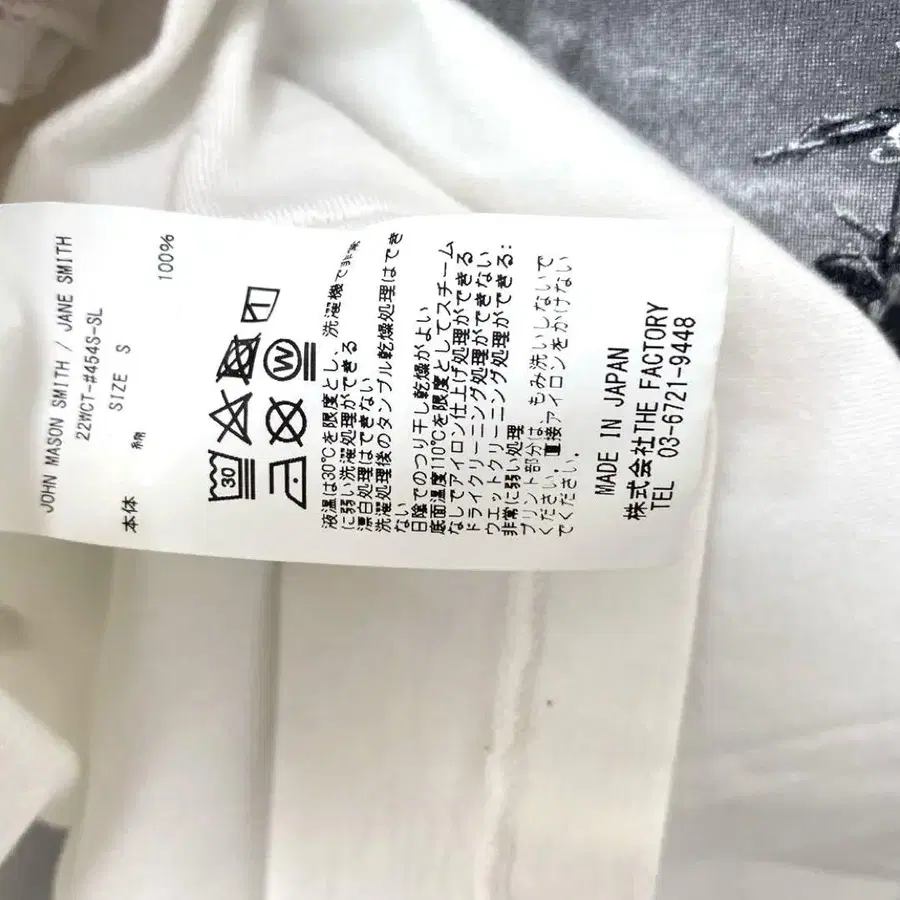 JOHN MASON SMITH / JANE SMITH
22WCT-#454S-SL
SIZE S
本体 綿 100%
30
W
液温は30℃を限度とし、洗濯機で非常
に弱い洗濯処理ができる
漂白処理はできない
洗濯処理後のタンブル乾燥処理はでき
ない
日陰でのつり干し乾燥がよい
底面温度110℃を限度としてスチーム
なしでアイロン仕上げ処理ができる
ドライクリーニング処理ができない
ウエットクリーニング処理ができる:
非常に弱い処理
プリント部分は、もみ洗いしないで
ください。直接アイロンをかけない
でください。
MADE IN JAPAN
株式会社THE FACTORY
TEL 03-6721-9448